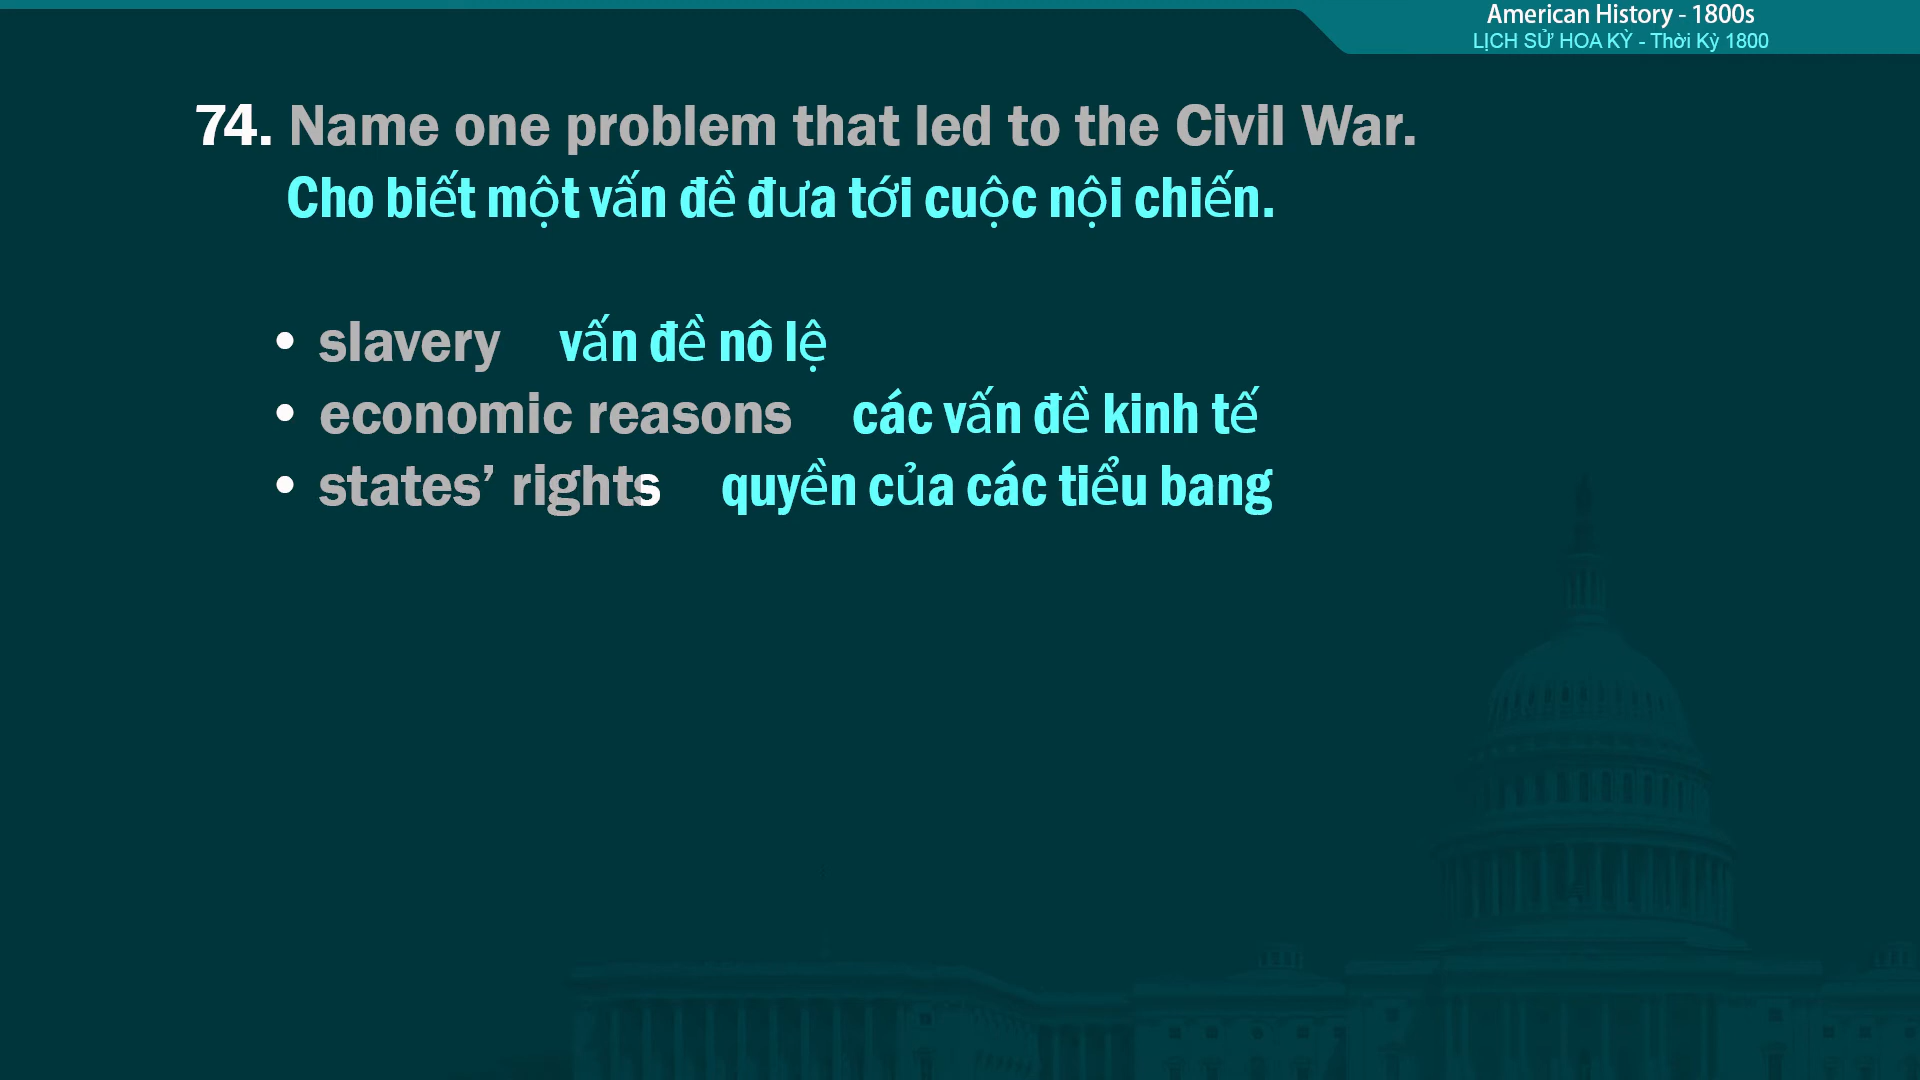 American History - 1800s
LỊCH SỬ HOA KỲ - Thời Kỳ 1800
74. Name one problem that led to the Civil War.
Cho biết một vấn đề đưa tới cuộc nội chiến.
• slavery vấn đề nô lệ
• economic reasons các vấn đề kinh tế
• states’ rights quyền của các tiểu bang